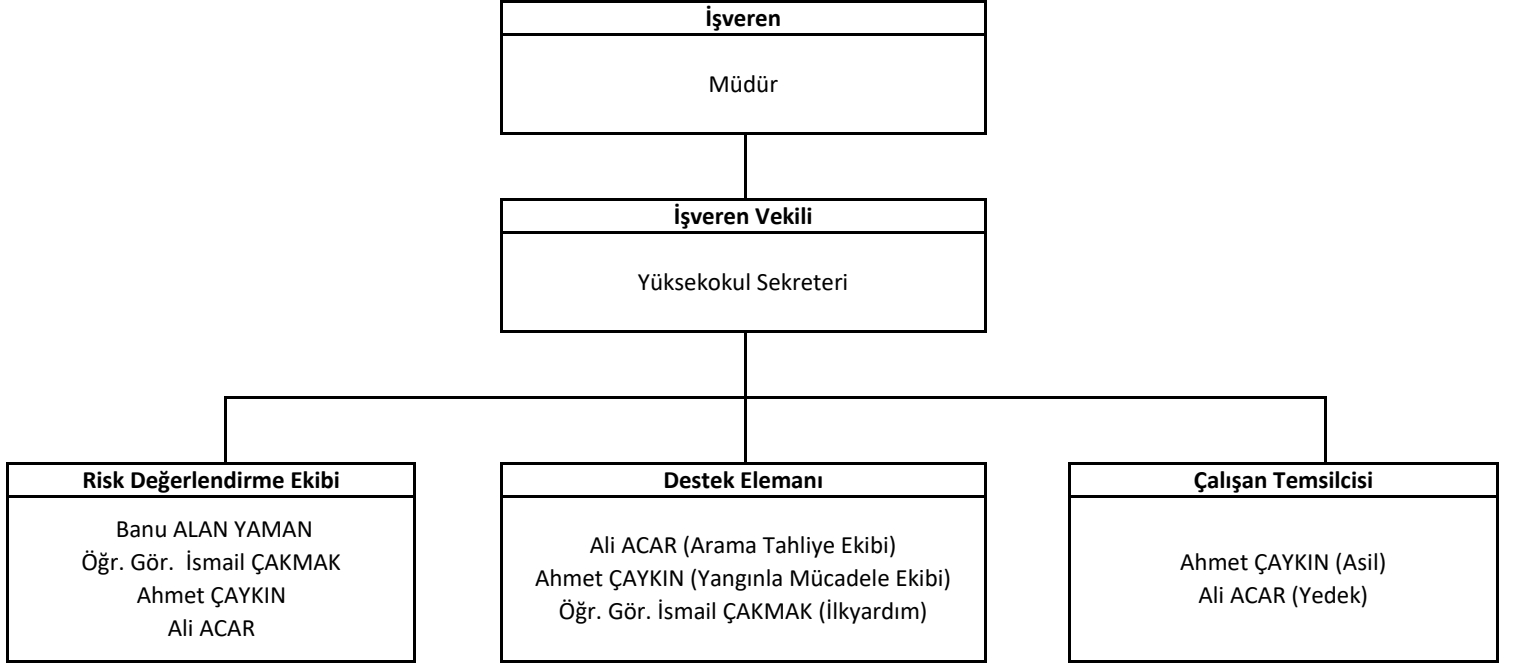 İşveren
Müdür
İşveren Vekili
Yüksekokul Sekreteri
Risk Değerlendirme Ekibi
Banu ALAN YAMAN
Öğr. Gör.  İsmail ÇAKMAK
Ahmet ÇAYKIN
Ali ACAR
Destek Elemanı
Ali ACAR (Arama Tahliye Ekibi)
Ahmet ÇAYKIN (Yangınla Mücadele Ekibi)
Öğr. Gör. İsmail ÇAKMAK (İlkyardım)
Çalışan Temsilcisi
Ahmet ÇAYKIN (Asil)
Ali ACAR (Yedek)